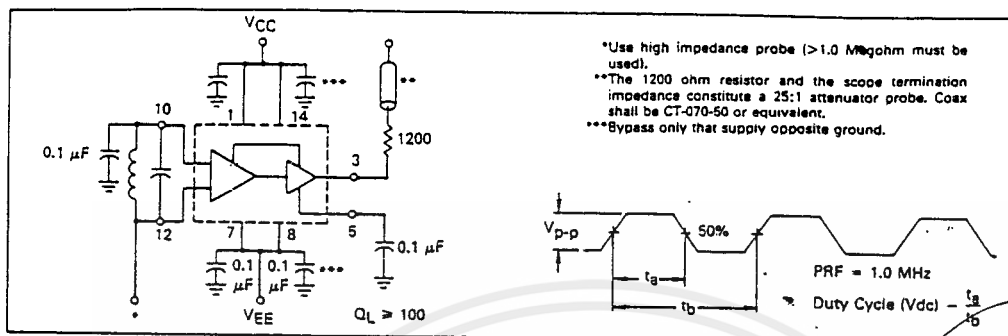 VCC
***
**
*Use high impedance probe (>1.0 Megohm must be
used).
**The 1200 ohm resistor and the scope termination
impedance constitute a 25:1 attenuator probe. Coax
shall be CT-070-50 or equivalent.
***Bypass only that supply opposite ground.
10
1
14
1200
0.1 µF
3
12
5
7
8
0.1 µF
0.1 µF
0.1 µF
***
VEE
QL ≥ 100
*
Vp-p
50%
ta
tb
PRF = 1.0 MHz
Duty Cycle (Vdc) - ta/tb